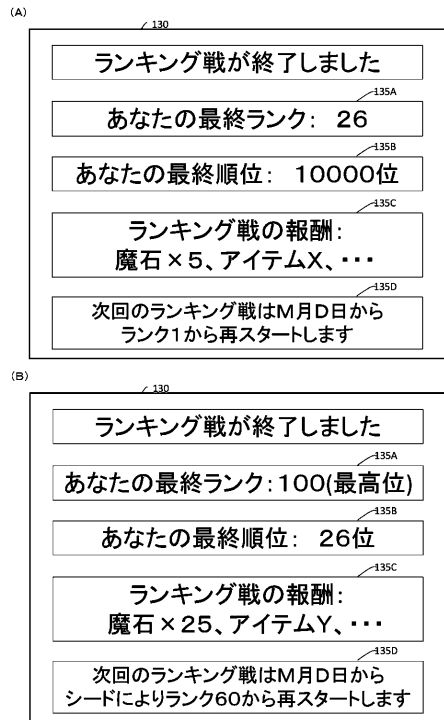 (A)
130
ランキング戦が終了しました
135A
あなたの最終ランク： ２６
135B
あなたの最終順位： １００００位
135C
ランキング戦の報酬：
魔石×５、アイテムX、・・・
135D
次回のランキング戦はM月D日から
ランク１から再スタートします
(B)
130
ランキング戦が終了しました
135A
あなたの最終ランク：１００(最高位)
135B
あなたの最終順位： ２６位
135C
ランキング戦の報酬：
魔石×２５、アイテムY、・・・
135D
次回のランキング戦はM月D日から
シードによりランク６０から再スタートします